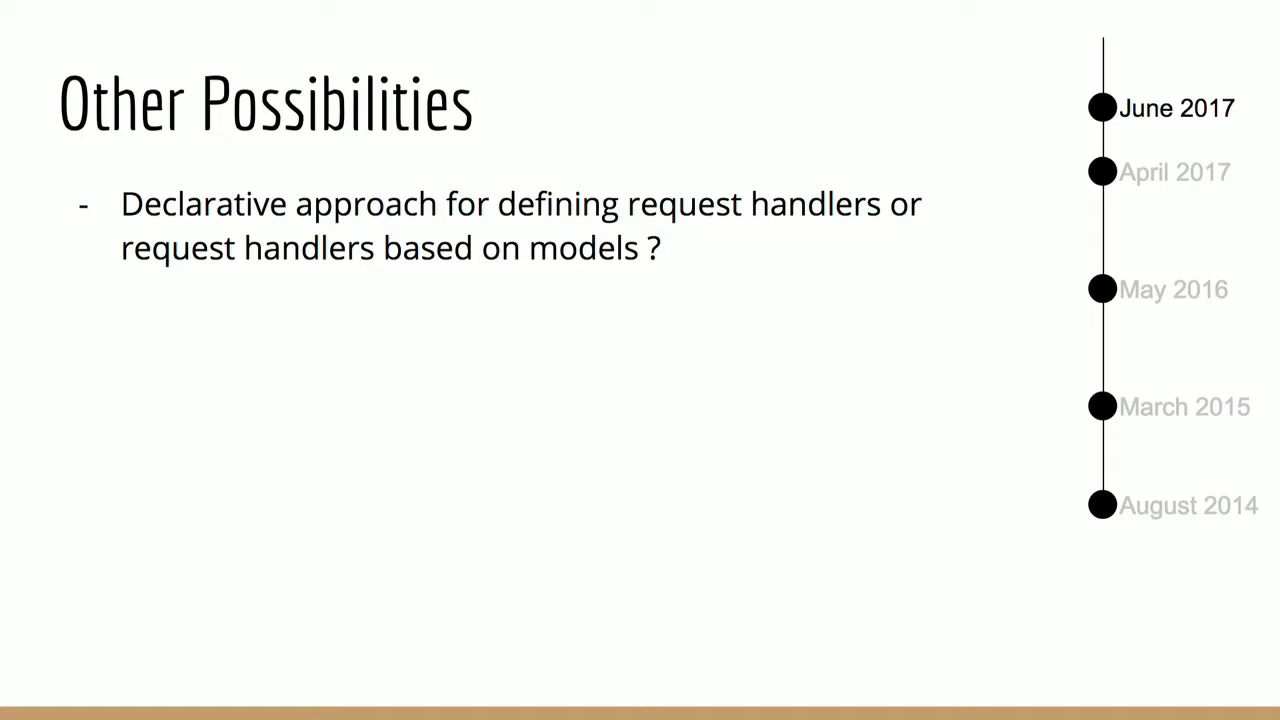 Other Possibilities
- Declarative approach for defining request handlers or
request handlers based on models ?
June 2017
April 2017
May 2016
March 2015
August 2014